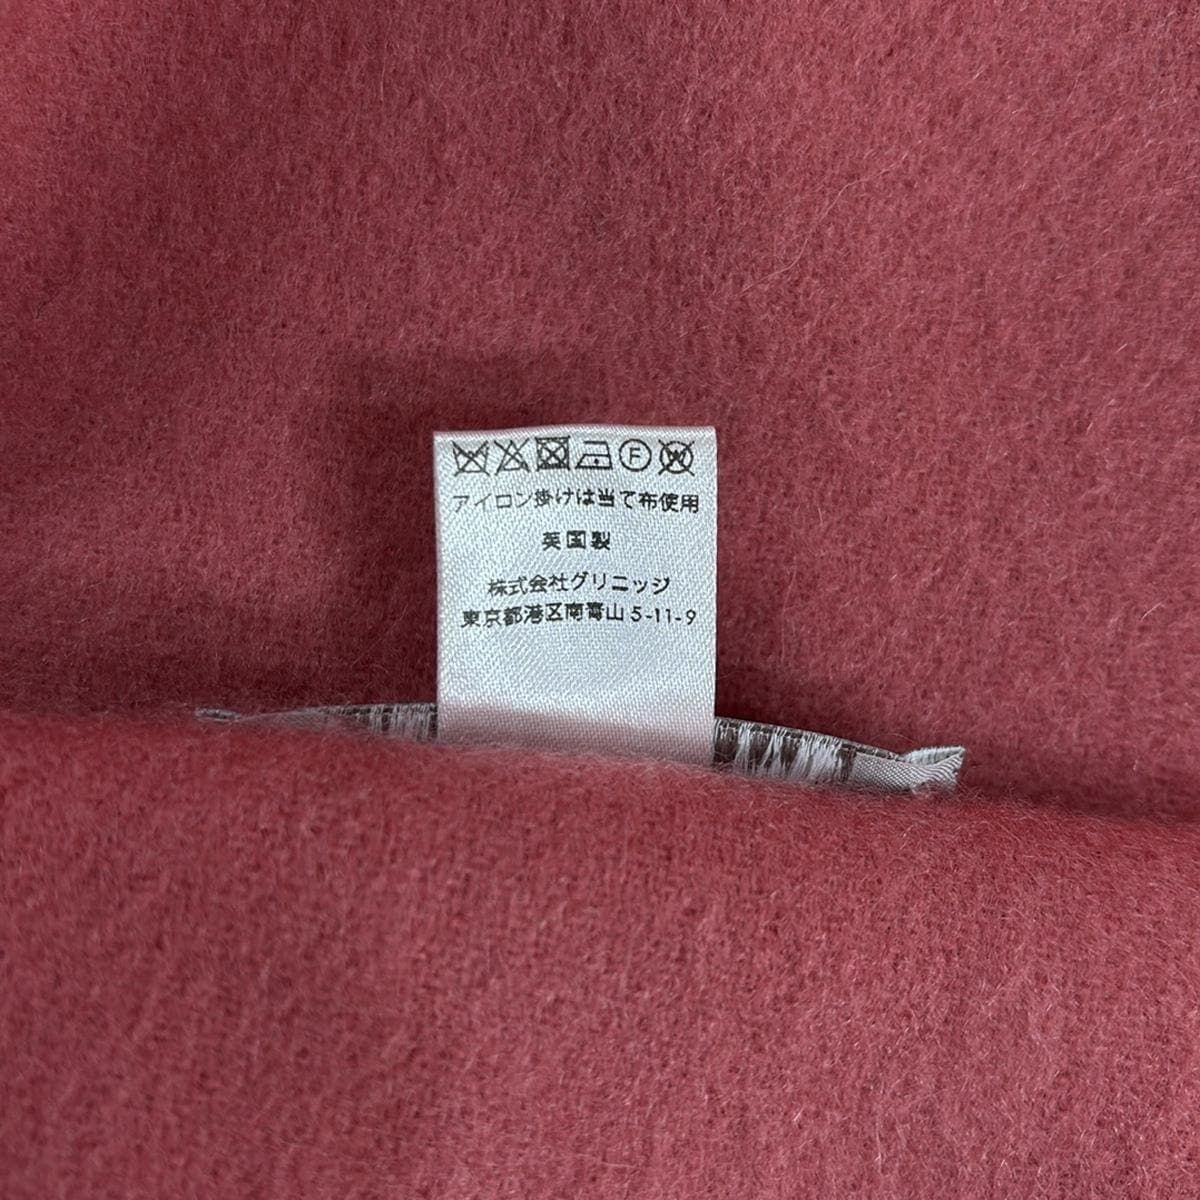 F W
アイロン掛けは当て布使用
英国製
株式会社グリニッジ
東京都港区南青山 5-11-9